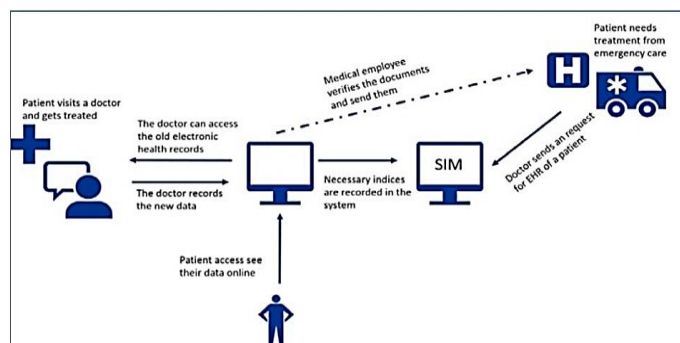 Patient needs
treatment from
emergency care
Medical employee
verifies the documents
and send them
Patient visits a doctor
and gets treated
The doctor can access
the old electronic
health records
The doctor records
the new data
Necessary indices
are recorded in the
system
SIM
H
Doctor sends an request
for EHR of a patient
Patient access see
their data online